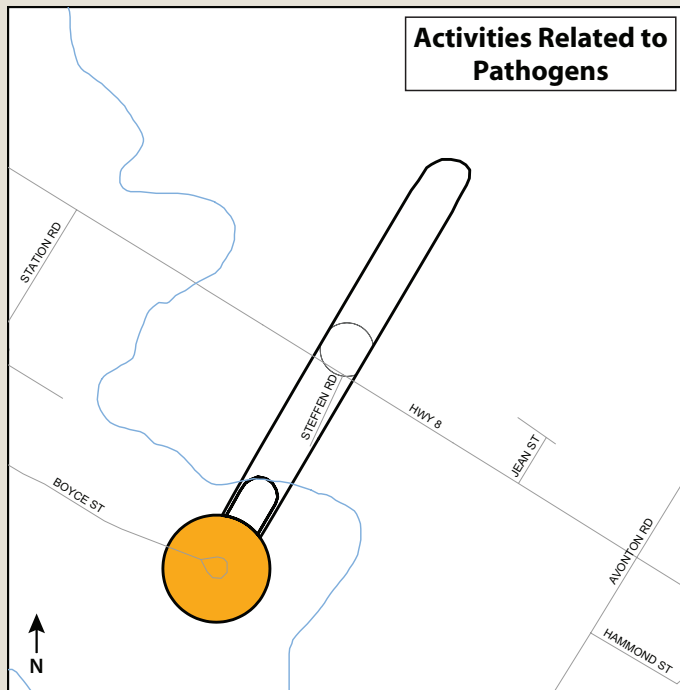 Activities Related to
Pathogens
STATION RD
STEFFEN RD
HWY 8
JEAN ST
BOYCE ST
AVONTON RD
HAMMOND ST
N